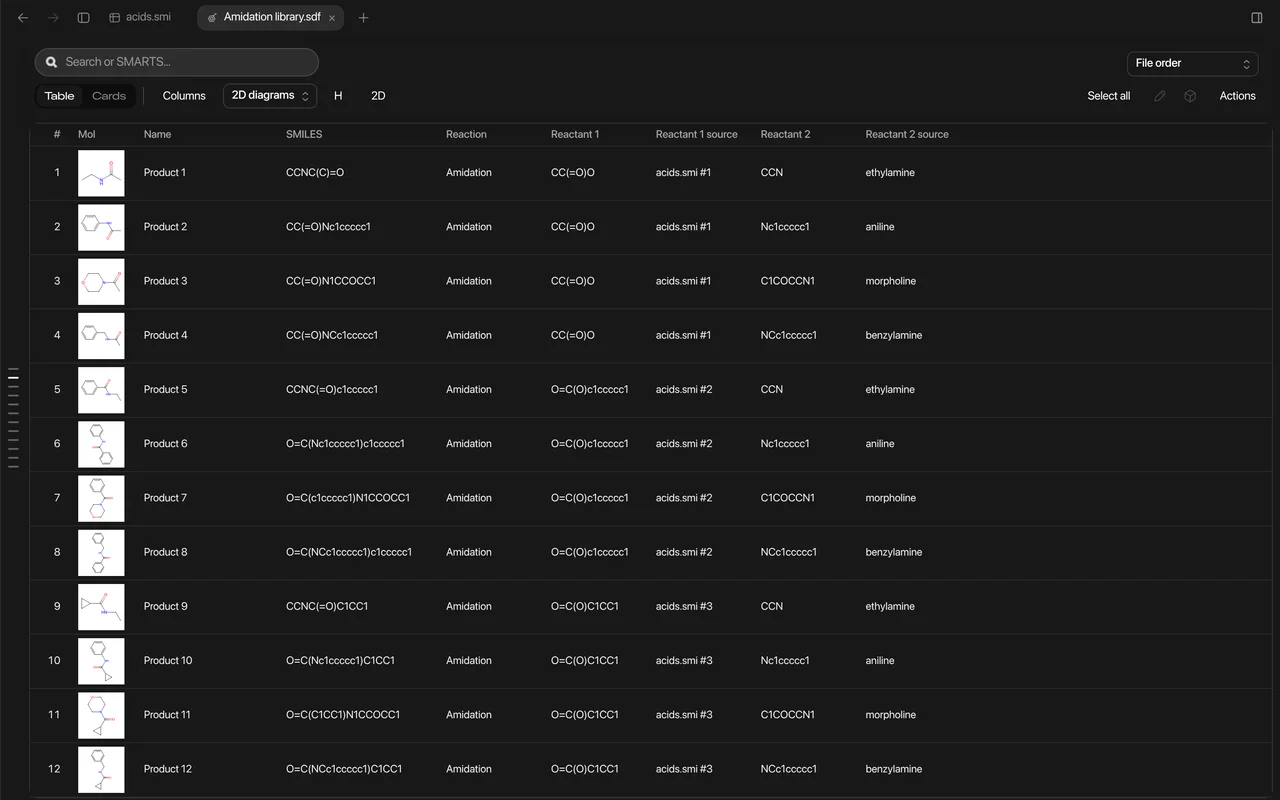 acids.smi Amidation library.sdf
Search or SMARTS... File order
Table Cards Columns 2D diagrams H 2D Select all Actions
# Mol Name SMILES Reaction Reactant 1 Reactant 1 source Reactant 2 Reactant 2 source
1 Product 1 CCNC(C)=O Amidation CC(=O)O acids.smi #1 CCN ethylamine
2 Product 2 CC(=O)Nc1ccccc1 Amidation CC(=O)O acids.smi #1 Nc1ccccc1 aniline
3 Product 3 CC(=O)N1CCOCC1 Amidation CC(=O)O acids.smi #1 C1COCCN1 morpholine
4 Product 4 CC(=O)NCc1ccccc1 Amidation CC(=O)O acids.smi #1 NCc1ccccc1 benzylamine
5 Product 5 CCNC(=O)c1ccccc1 Amidation O=C(O)c1ccccc1 acids.smi #2 CCN ethylamine
6 Product 6 O=C(Nc1ccccc1)c1ccccc1 Amidation O=C(O)c1ccccc1 acids.smi #2 Nc1ccccc1 aniline
7 Product 7 O=C(c1ccccc1)N1CCOCC1 Amidation O=C(O)c1ccccc1 acids.smi #2 C1COCCN1 morpholine
8 Product 8 O=C(NCc1ccccc1)c1ccccc1 Amidation O=C(O)c1ccccc1 acids.smi #2 NCc1ccccc1 benzylamine
9 Product 9 CCNC(=O)C1CC1 Amidation O=C(O)C1CC1 acids.smi #3 CCN ethylamine
10 Product 10 O=C(Nc1ccccc1)C1CC1 Amidation O=C(O)C1CC1 acids.smi #3 Nc1ccccc1 aniline
11 Product 11 O=C(C1CC1)N1CCOCC1 Amidation O=C(O)C1CC1 acids.smi #3 C1COCCN1 morpholine
12 Product 12 O=C(NCc1ccccc1)C1CC1 Amidation O=C(O)C1CC1 acids.smi #3 NCc1ccccc1 benzylamine